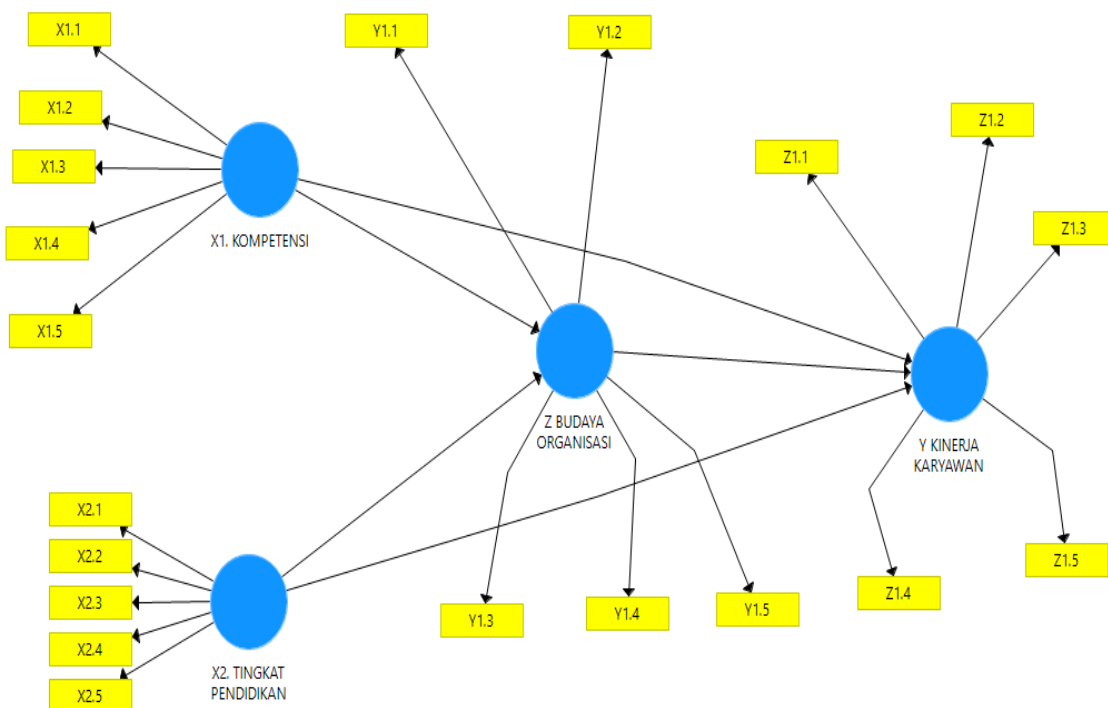 X1.1
X1.2
X1.3
X1.4
X1.5
X1. KOMPETENSI
Y1.1
Y1.2
Z1.1
Z1.2
Z1.3
Z BUDAYA
ORGANISASI
Y KINERJA
KARYAWAN
X2.1
X2.2
X2.3
X2.4
X2.5
X2. TINGKAT
PENDIDIKAN
Y1.3
Y1.4
Y1.5
Z1.4
Z1.5